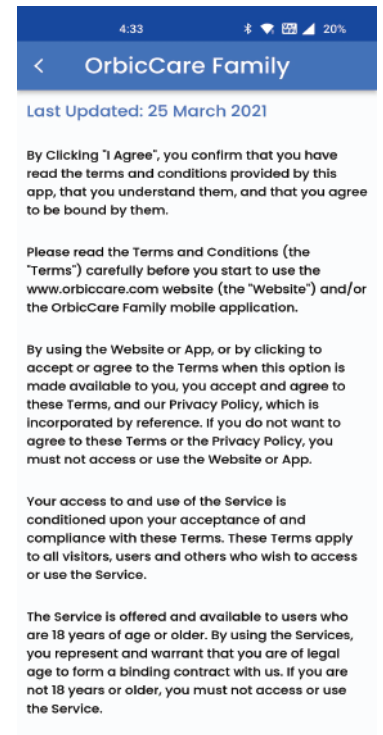 4:33 20%
< OrbicCare Family
Last Updated: 25 March 2021
By Clicking "I Agree", you confirm that you have
read the terms and conditions provided by this
app, that you understand them, and that you agree
to be bound by them.
Please read the Terms and Conditions (the
"Terms") carefully before you start to use the
www.orbiccare.com website (the "Website") and/or
the OrbicCare Family mobile application.
By using the Website or App, or by clicking to
accept or agree to the Terms when this option is
made available to you, you accept and agree to
these Terms, and our Privacy Policy, which is
incorporated by reference. If you do not want to
agree to these Terms or the Privacy Policy, you
must not access or use the Website or App.
Your access to and use of the Service is
conditioned upon your acceptance of and
compliance with these Terms. These Terms apply
to all visitors, users and others who wish to access
or use the Service.
The Service is offered and available to users who
are 18 years of age or older. By using the Services,
you represent and warrant that you are of legal
age to form a binding contract with us. If you are
not 18 years or older, you must not access or use
the Service.